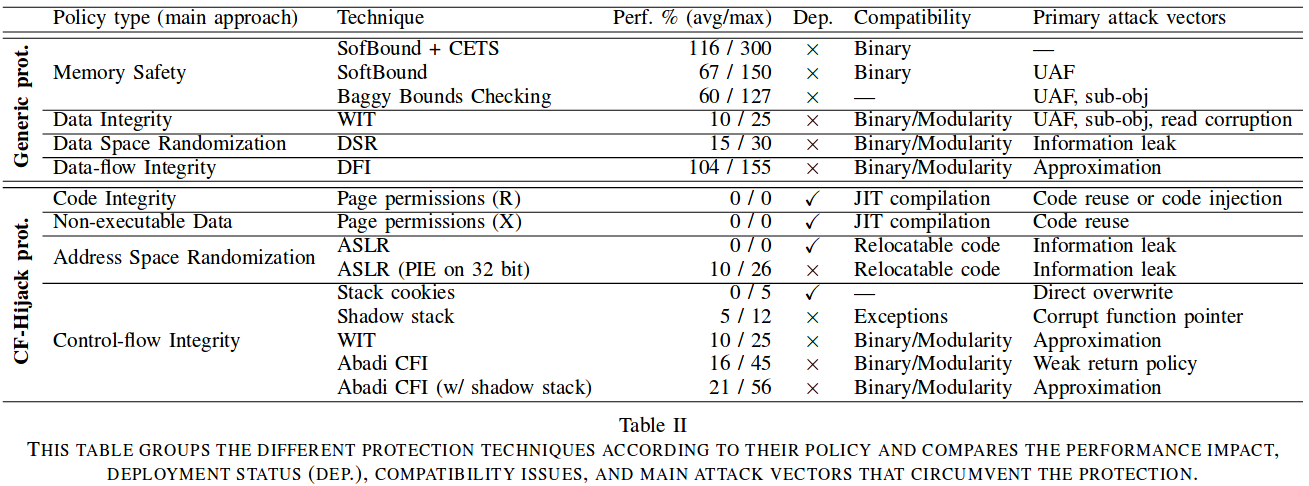 Policy type (main approach) Technique Perf. % (avg/max) Dep. Compatibility Primary attack vectors
Generic prot.
SofBound + CETS 116 / 300 × Binary —
Memory Safety SoftBound 67 / 150 × Binary UAF
Baggy Bounds Checking 60 / 127 × — UAF, sub-obj
Data Integrity WIT 10 / 25 × Binary/Modularity UAF, sub-obj, read corruption
Data Space Randomization DSR 15 / 30 × Binary/Modularity Information leak
Data-flow Integrity DFI 104 / 155 × Binary/Modularity Approximation
CF-Hijack prot.
Code Integrity Page permissions (R) 0 / 0 ✓ JIT compilation Code reuse or code injection
Non-executable Data Page permissions (X) 0 / 0 ✓ JIT compilation Code reuse
Address Space Randomization ASLR 0 / 0 ✓ Relocatable code Information leak
ASLR (PIE on 32 bit) 10 / 26 × Relocatable code Information leak
Stack cookies 0 / 5 ✓ — Direct overwrite
Shadow stack 5 / 12 × Exceptions Corrupt function pointer
Control-flow Integrity WIT 10 / 25 × Binary/Modularity Approximation
Abadi CFI 16 / 45 × Binary/Modularity Weak return policy
Abadi CFI (w/ shadow stack) 21 / 56 × Binary/Modularity Approximation
Table II
THIS TABLE GROUPS THE DIFFERENT PROTECTION TECHNIQUES ACCORDING TO THEIR POLICY AND COMPARES THE PERFORMANCE IMPACT,
DEPLOYMENT STATUS (DEP.), COMPATIBILITY ISSUES, AND MAIN ATTACK VECTORS THAT CIRCUMVENT THE PROTECTION.